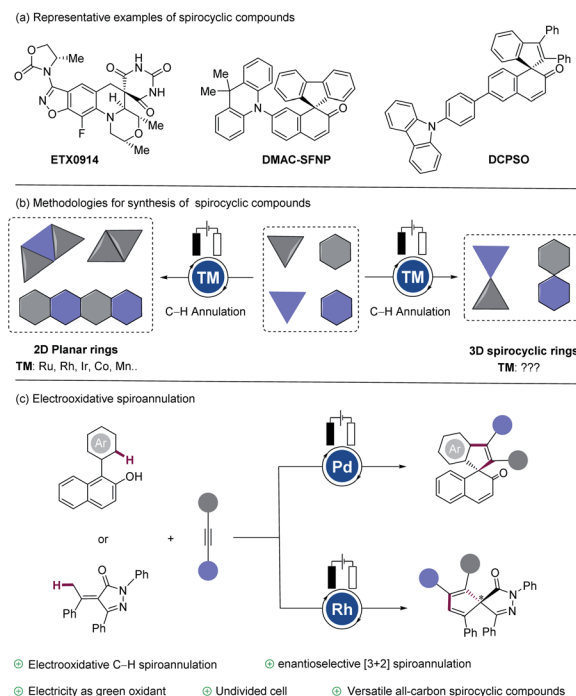 (a) Representative examples of spirocyclic compounds
O
O
N
Me
N
O
F
H
N
O
Me
Me
O
NH
O
NH
O
ETX0914
Me
Me
N
O
DMAC-SFNP
Ph
Ph
O
N
DCPSO
(b) Methodologies for synthesis of spirocyclic compounds
TM
C–H Annulation
TM
C–H Annulation
2D Planar rings
TM: Ru, Rh, Ir, Co, Mn..
3D spirocyclic rings
TM: ???
(c) Electrooxidative spiroannulation
Ar
H
OH
or
+
H
O
N
Ph
N
Ph
Ph
Pd
Ar
O
Rh
*
O
Ph
N
N
Ph
Ph
Electrooxidative C–H spiroannulation
enantioselective [3+2] spiroannulation
Electricity as green oxidant
Undivided cell
Versatile all-carbon spirocyclic compounds